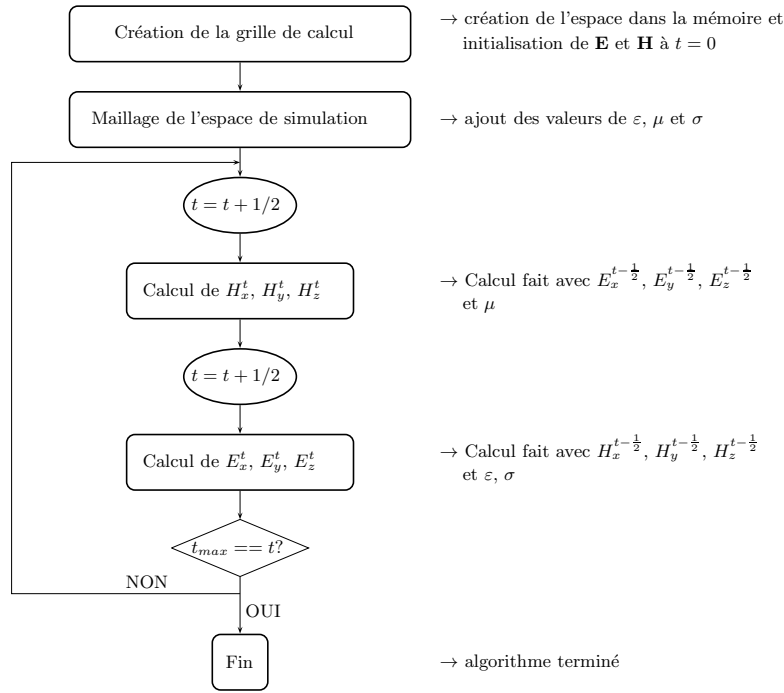 Création de la grille de calcul
→ création de l'espace dans la mémoire et
initialisation de E et H à t = 0
Maillage de l'espace de simulation
→ ajout des valeurs de ε, μ et σ
t = t + 1/2
Calcul de H_x^t, H_y^t, H_z^t
→ Calcul fait avec E_x^{t-1/2}, E_y^{t-1/2}, E_z^{t-1/2}
et μ
t = t + 1/2
Calcul de E_x^t, E_y^t, E_z^t
→ Calcul fait avec H_x^{t-1/2}, H_y^{t-1/2}, H_z^{t-1/2}
et ε, σ
t_{max} == t?
NON
OUI
Fin
→ algorithme terminé